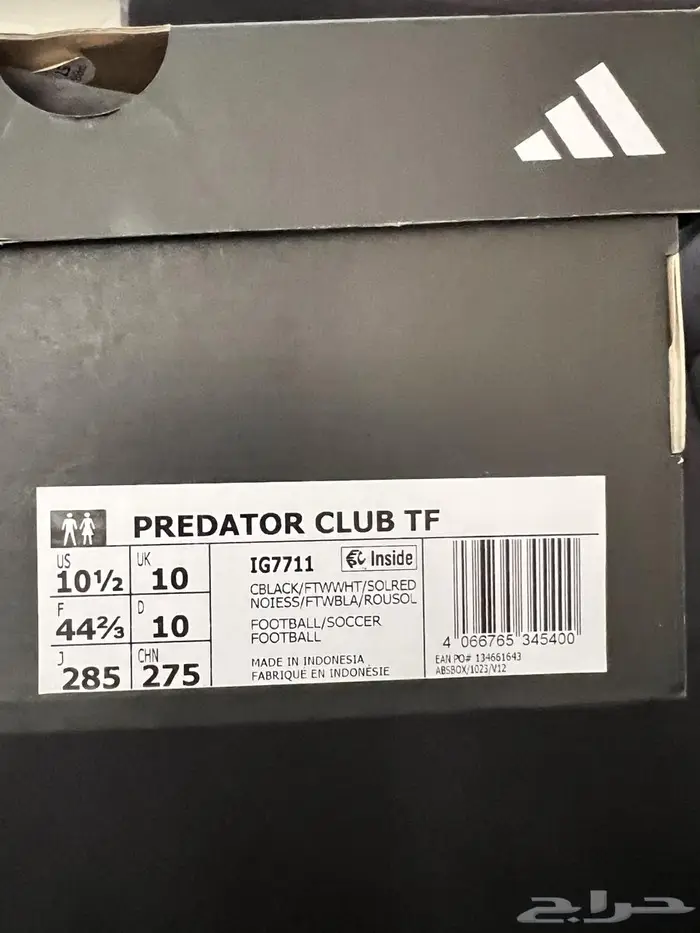 PREDATOR CLUB TF
US 10½ UK 10
F 44⅔ D 10
J 285 CHN 275
IG7711 Inside
CBLACK/FTWWHT/SOLRED
NOIESS/FTWBLA/ROUSOL
FOOTBALL/SOCCER
FOOTBALL
MADE IN INDONESIA
FABRIQUÉ EN INDONÉSIE
4 066765 345400
EAN PO# 134661643
ABSBOX/1023/V12
حراج